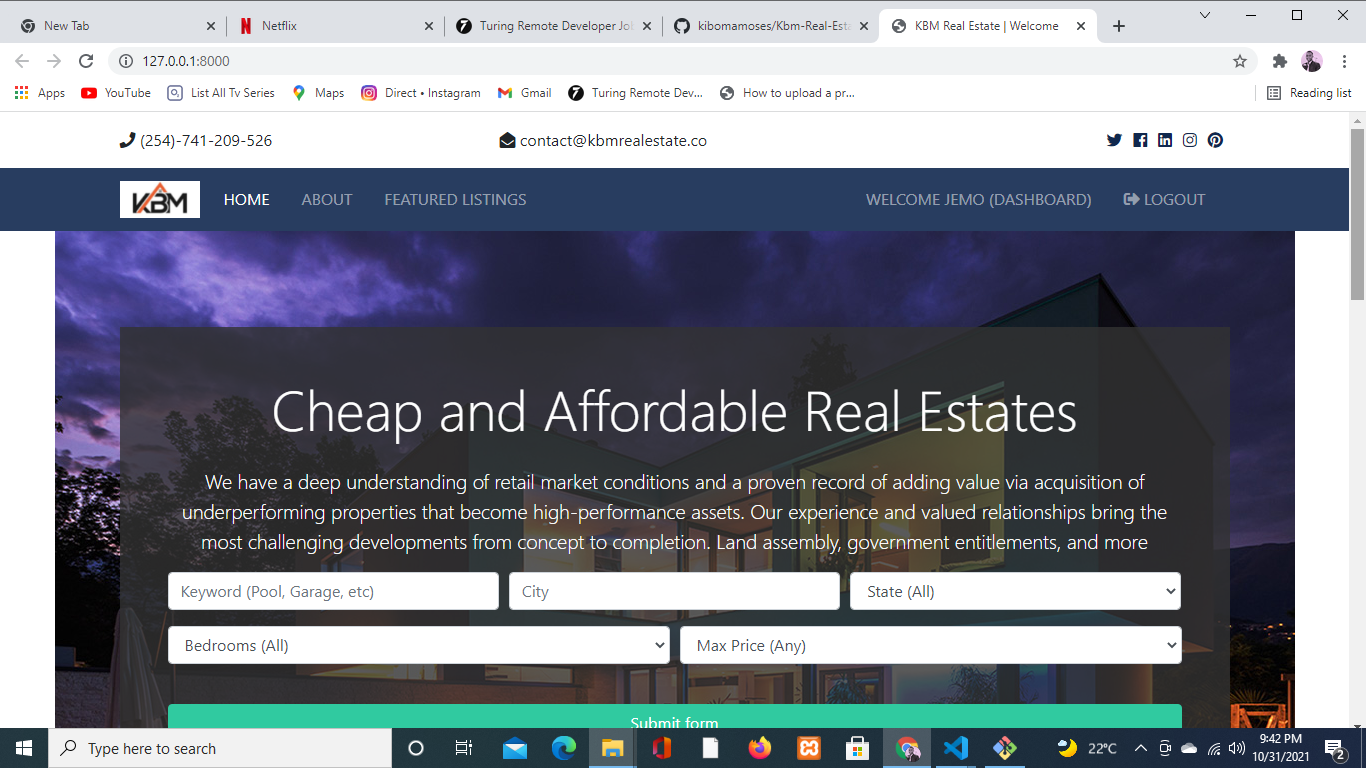 New Tab
Netflix
Turing Remote Developer Jo
kibomamoses/Kbm-Real-Esta
KBM Real Estate | Welcome
127.0.0.1:8000
Apps
YouTube
List All Tv Series
Maps
Direct • Instagram
Gmail
Turing Remote Dev...
How to upload a pr...
Reading list
(254)-741-209-526
contact@kbmrealestate.co
KBM
HOME
ABOUT
FEATURED LISTINGS
WELCOME JEMO (DASHBOARD)
LOGOUT
Cheap and Affordable Real Estates
We have a deep understanding of retail market conditions and a proven record of adding value via acquisition of
underperforming properties that become high-performance assets. Our experience and valued relationships bring the
most challenging developments from concept to completion. Land assembly, government entitlements, and more
Keyword (Pool, Garage, etc)
City
State (All)
Bedrooms (All)
Max Price (Any)
Submit form
Type here to search
22°C
9:42 PM
10/31/2021
2